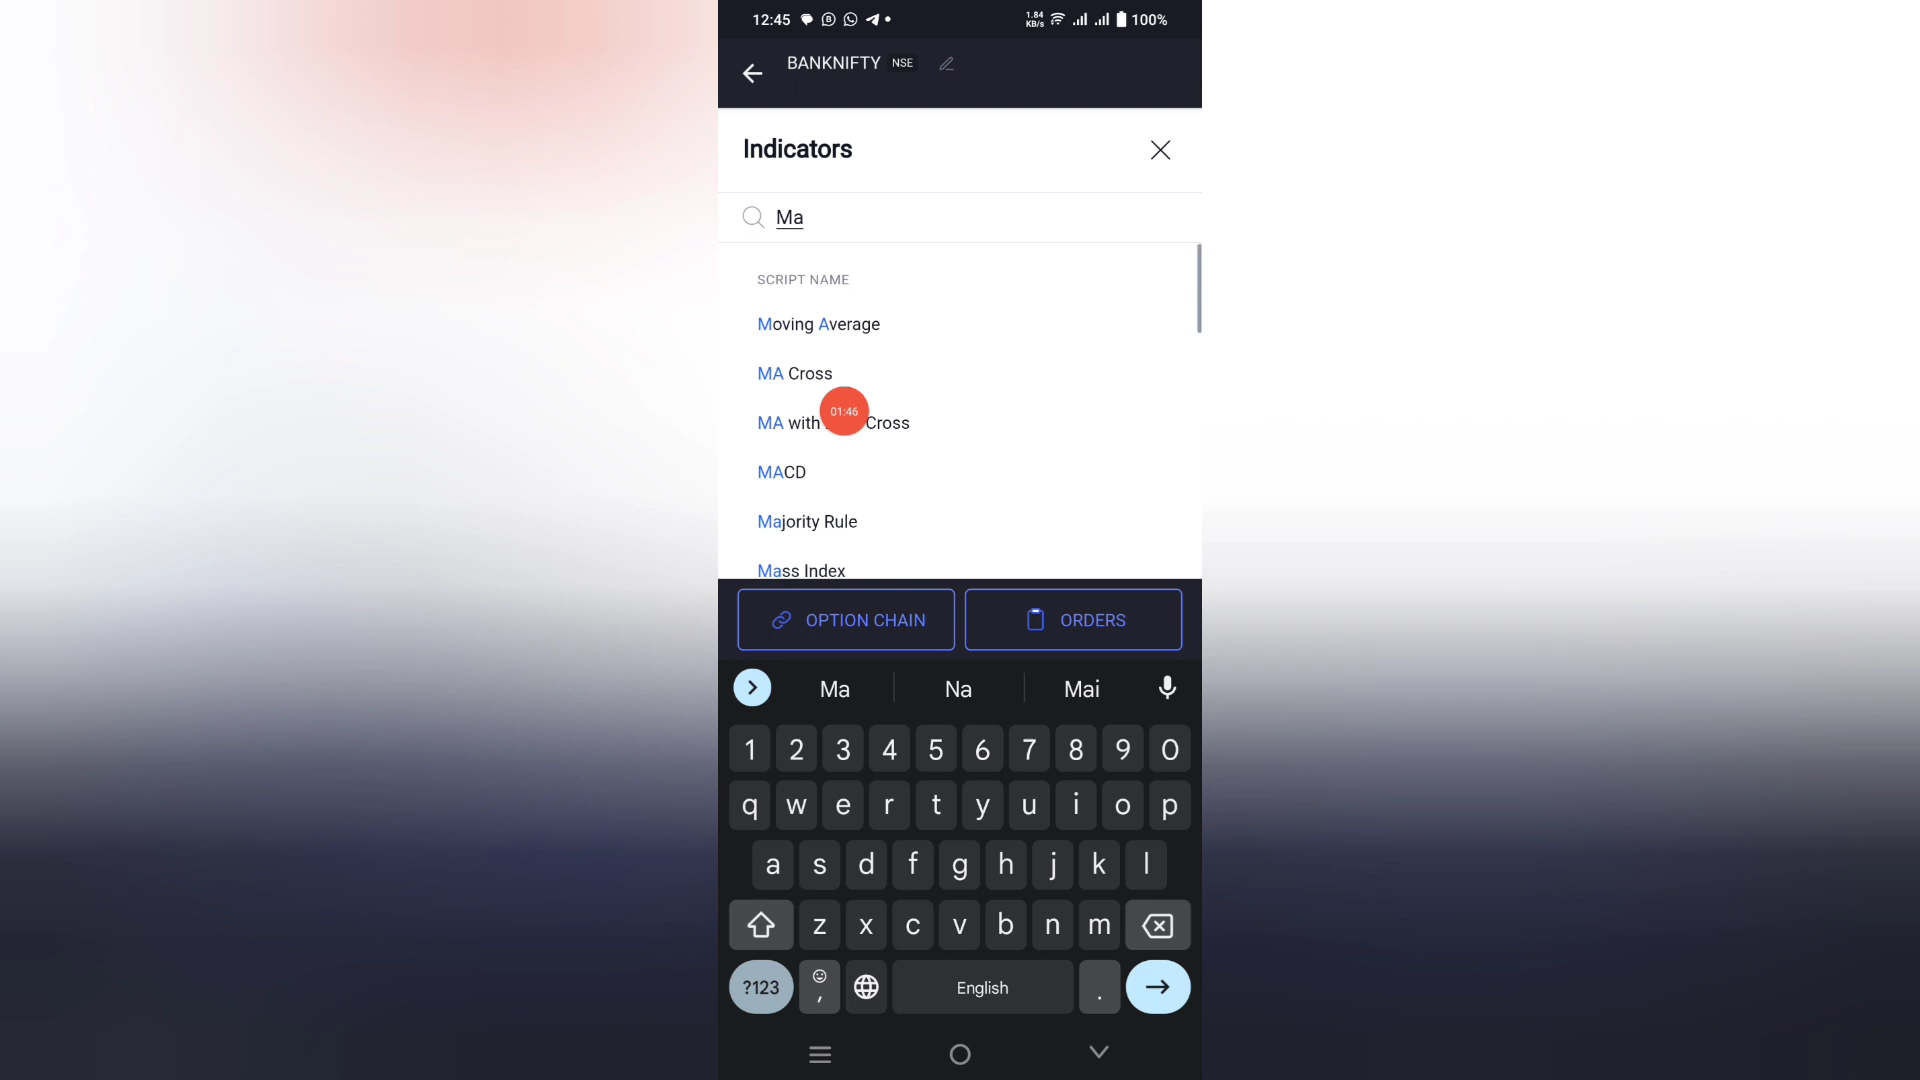 12:45
1.84
KB/s
100%
BANKNIFTY NSE
Indicators
Ma
SCRIPT NAME
Moving Average
MA Cross
01:46
MA with Cross
MACD
Majority Rule
Mass Index
OPTION CHAIN
ORDERS
Ma
Na
Mai
1 2 3 4 5 6 7 8 9 0
q w e r t y u i o p
a s d f g h j k l
z x c v b n m
?123 , English .